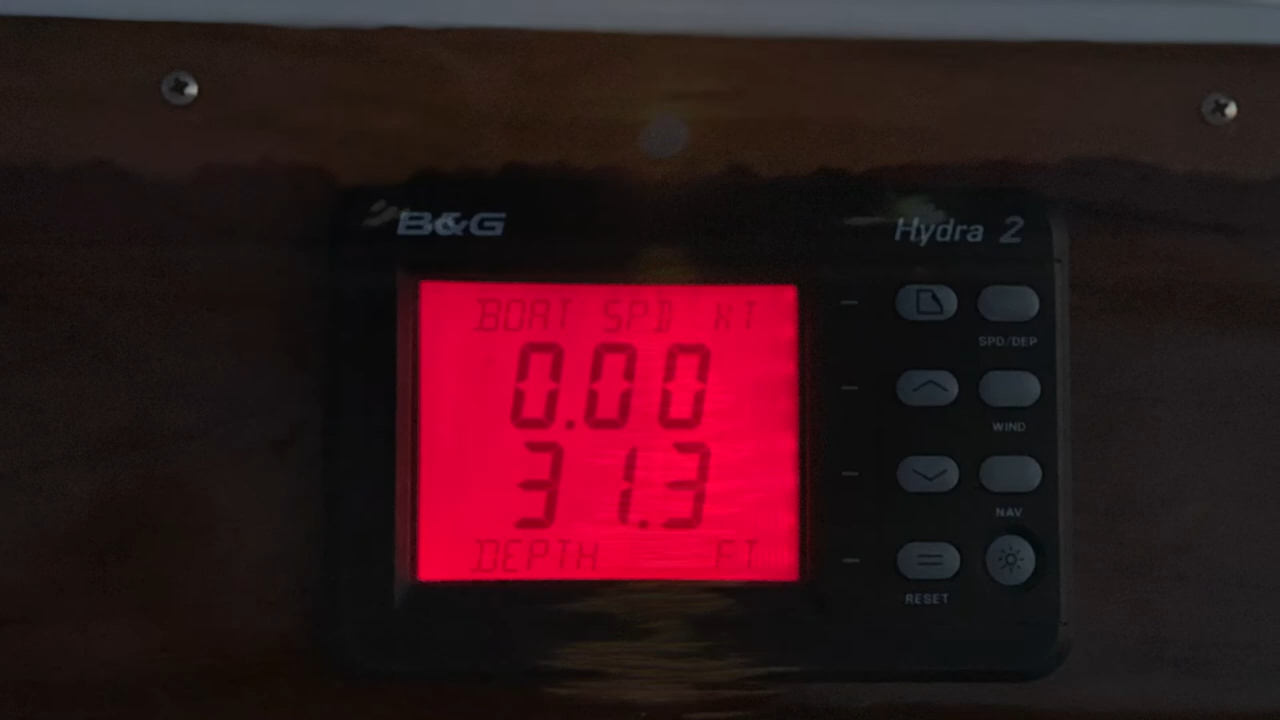 B&G
Hydra 2
BOAT SPD KT
0.00
31.3
DEPTH FT
SPD/DEP
WIND
NAV
RESET